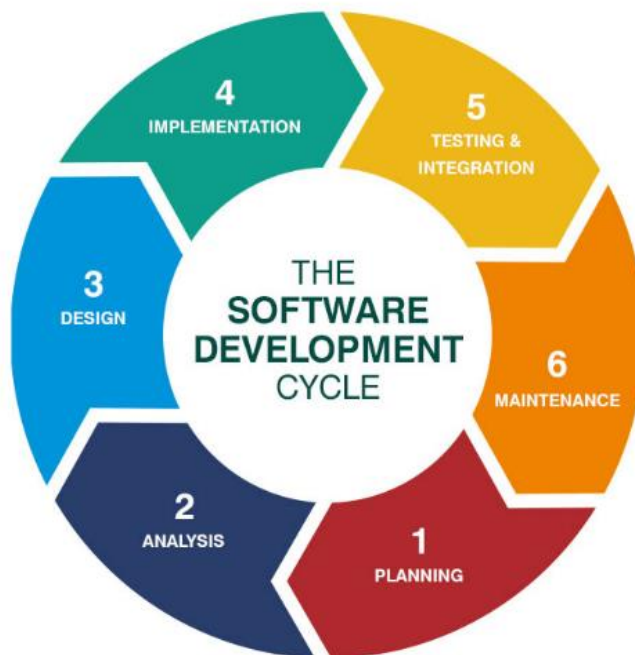 THE
SOFTWARE
DEVELOPMENT
CYCLE
1
PLANNING
2
ANALYSIS
3
DESIGN
4
IMPLEMENTATION
5
TESTING &
INTEGRATION
6
MAINTENANCE